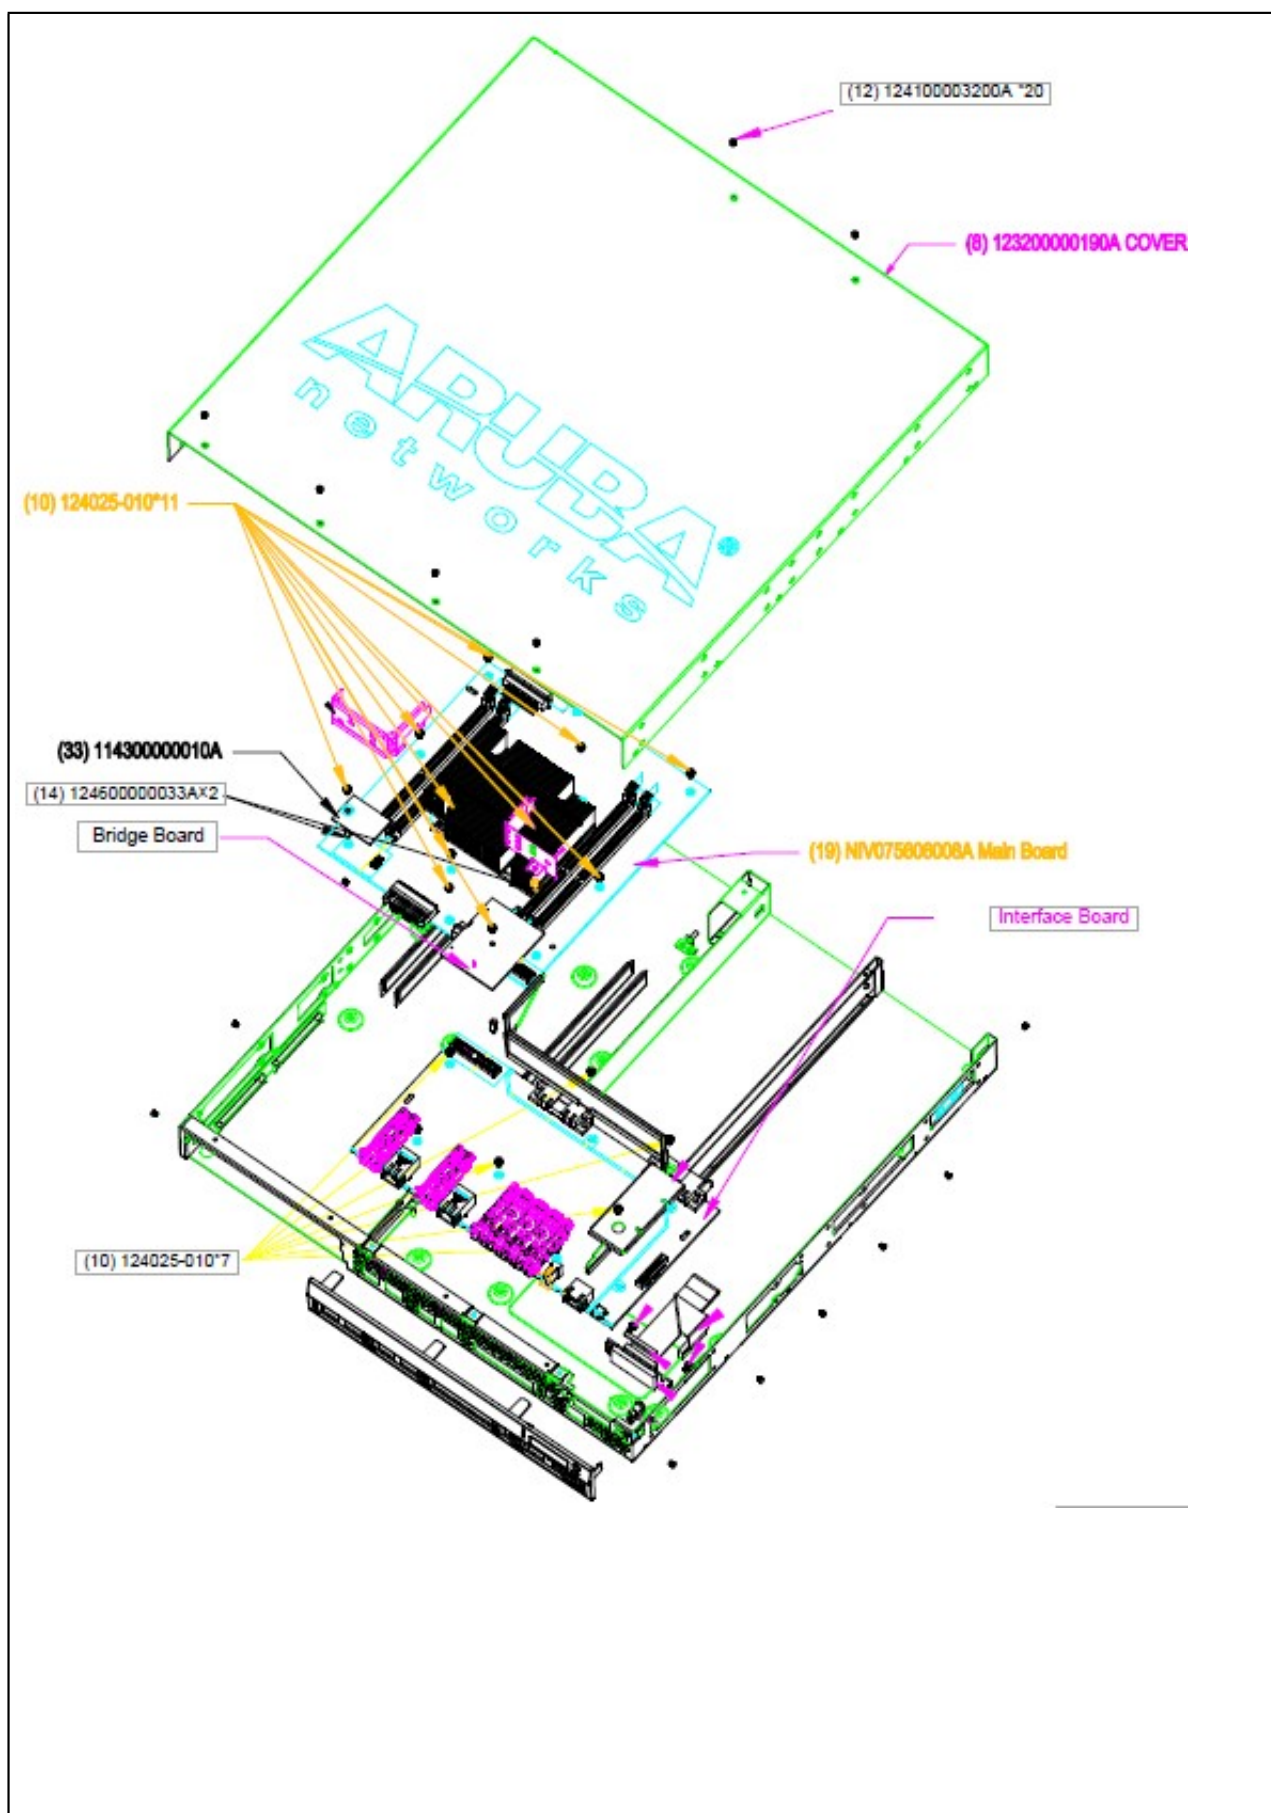 (12) 124100003200A *20
(8) 123200000190A COVER
ARUBA®
networks
(10) 124025-010*11
(33) 114300000010A
(14) 124600000033A×2
Bridge Board
(19) NIV075606008A Main Board
Interface Board
(10) 124025-010*7